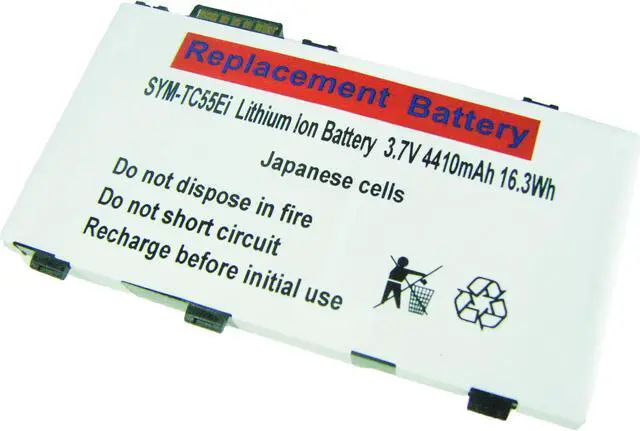 Replacement Battery
SYM-TC55Ei Lithium Ion Battery 3.7V 4410mAh 16.3Wh
Japanese cells
Do not dispose in fire
Do not short circuit
Recharge before initial use